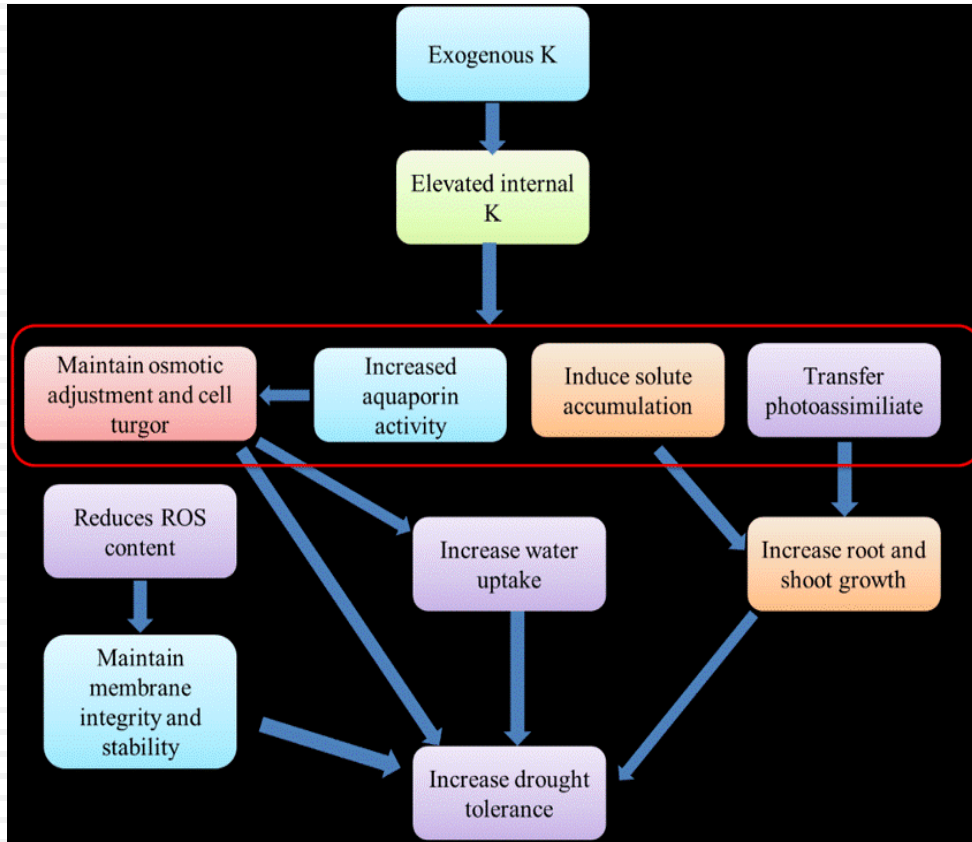 Exogenous K
Elevated internal
K
Maintain osmotic
adjustment and cell
turgor
Increased
aquaporin
activity
Induce solute
accumulation
Transfer
photoassimiliate
Reduces ROS
content
Increase water
uptake
Increase root and
shoot growth
Maintain
membrane
integrity and
stability
Increase drought
tolerance